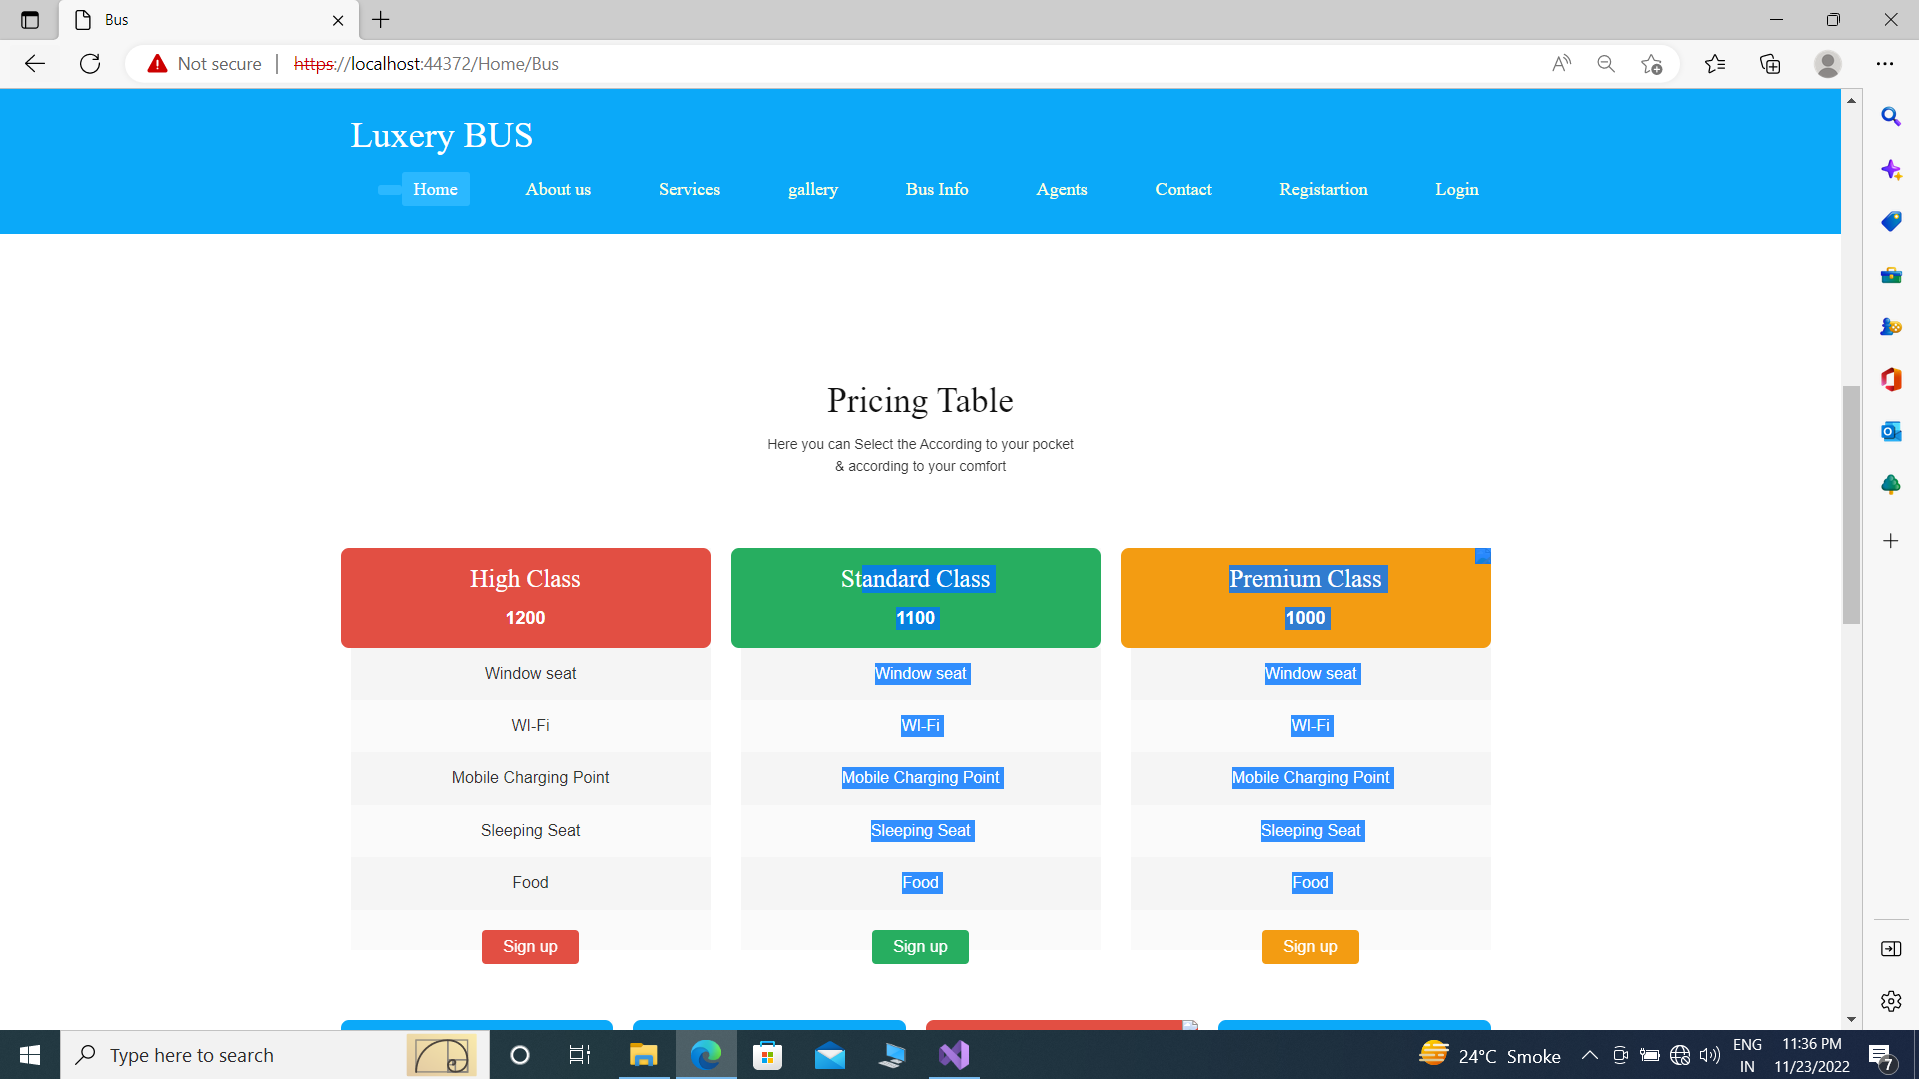 Bus
Not secure | https://localhost:44372/Home/Bus
Luxery BUS
Home About us Services gallery Bus Info Agents Contact Registartion Login
Pricing Table
Here you can Select the According to your pocket
& according to your comfort
High Class
1200
Window seat
WI-Fi
Mobile Charging Point
Sleeping Seat
Food
Sign up
Standard Class
1100
Window seat
WI-Fi
Mobile Charging Point
Sleeping Seat
Food
Sign up
Premium Class
1000
Window seat
WI-Fi
Mobile Charging Point
Sleeping Seat
Food
Sign up
Type here to search
24°C Smoke
ENG
IN
11:36 PM
11/23/2022
7